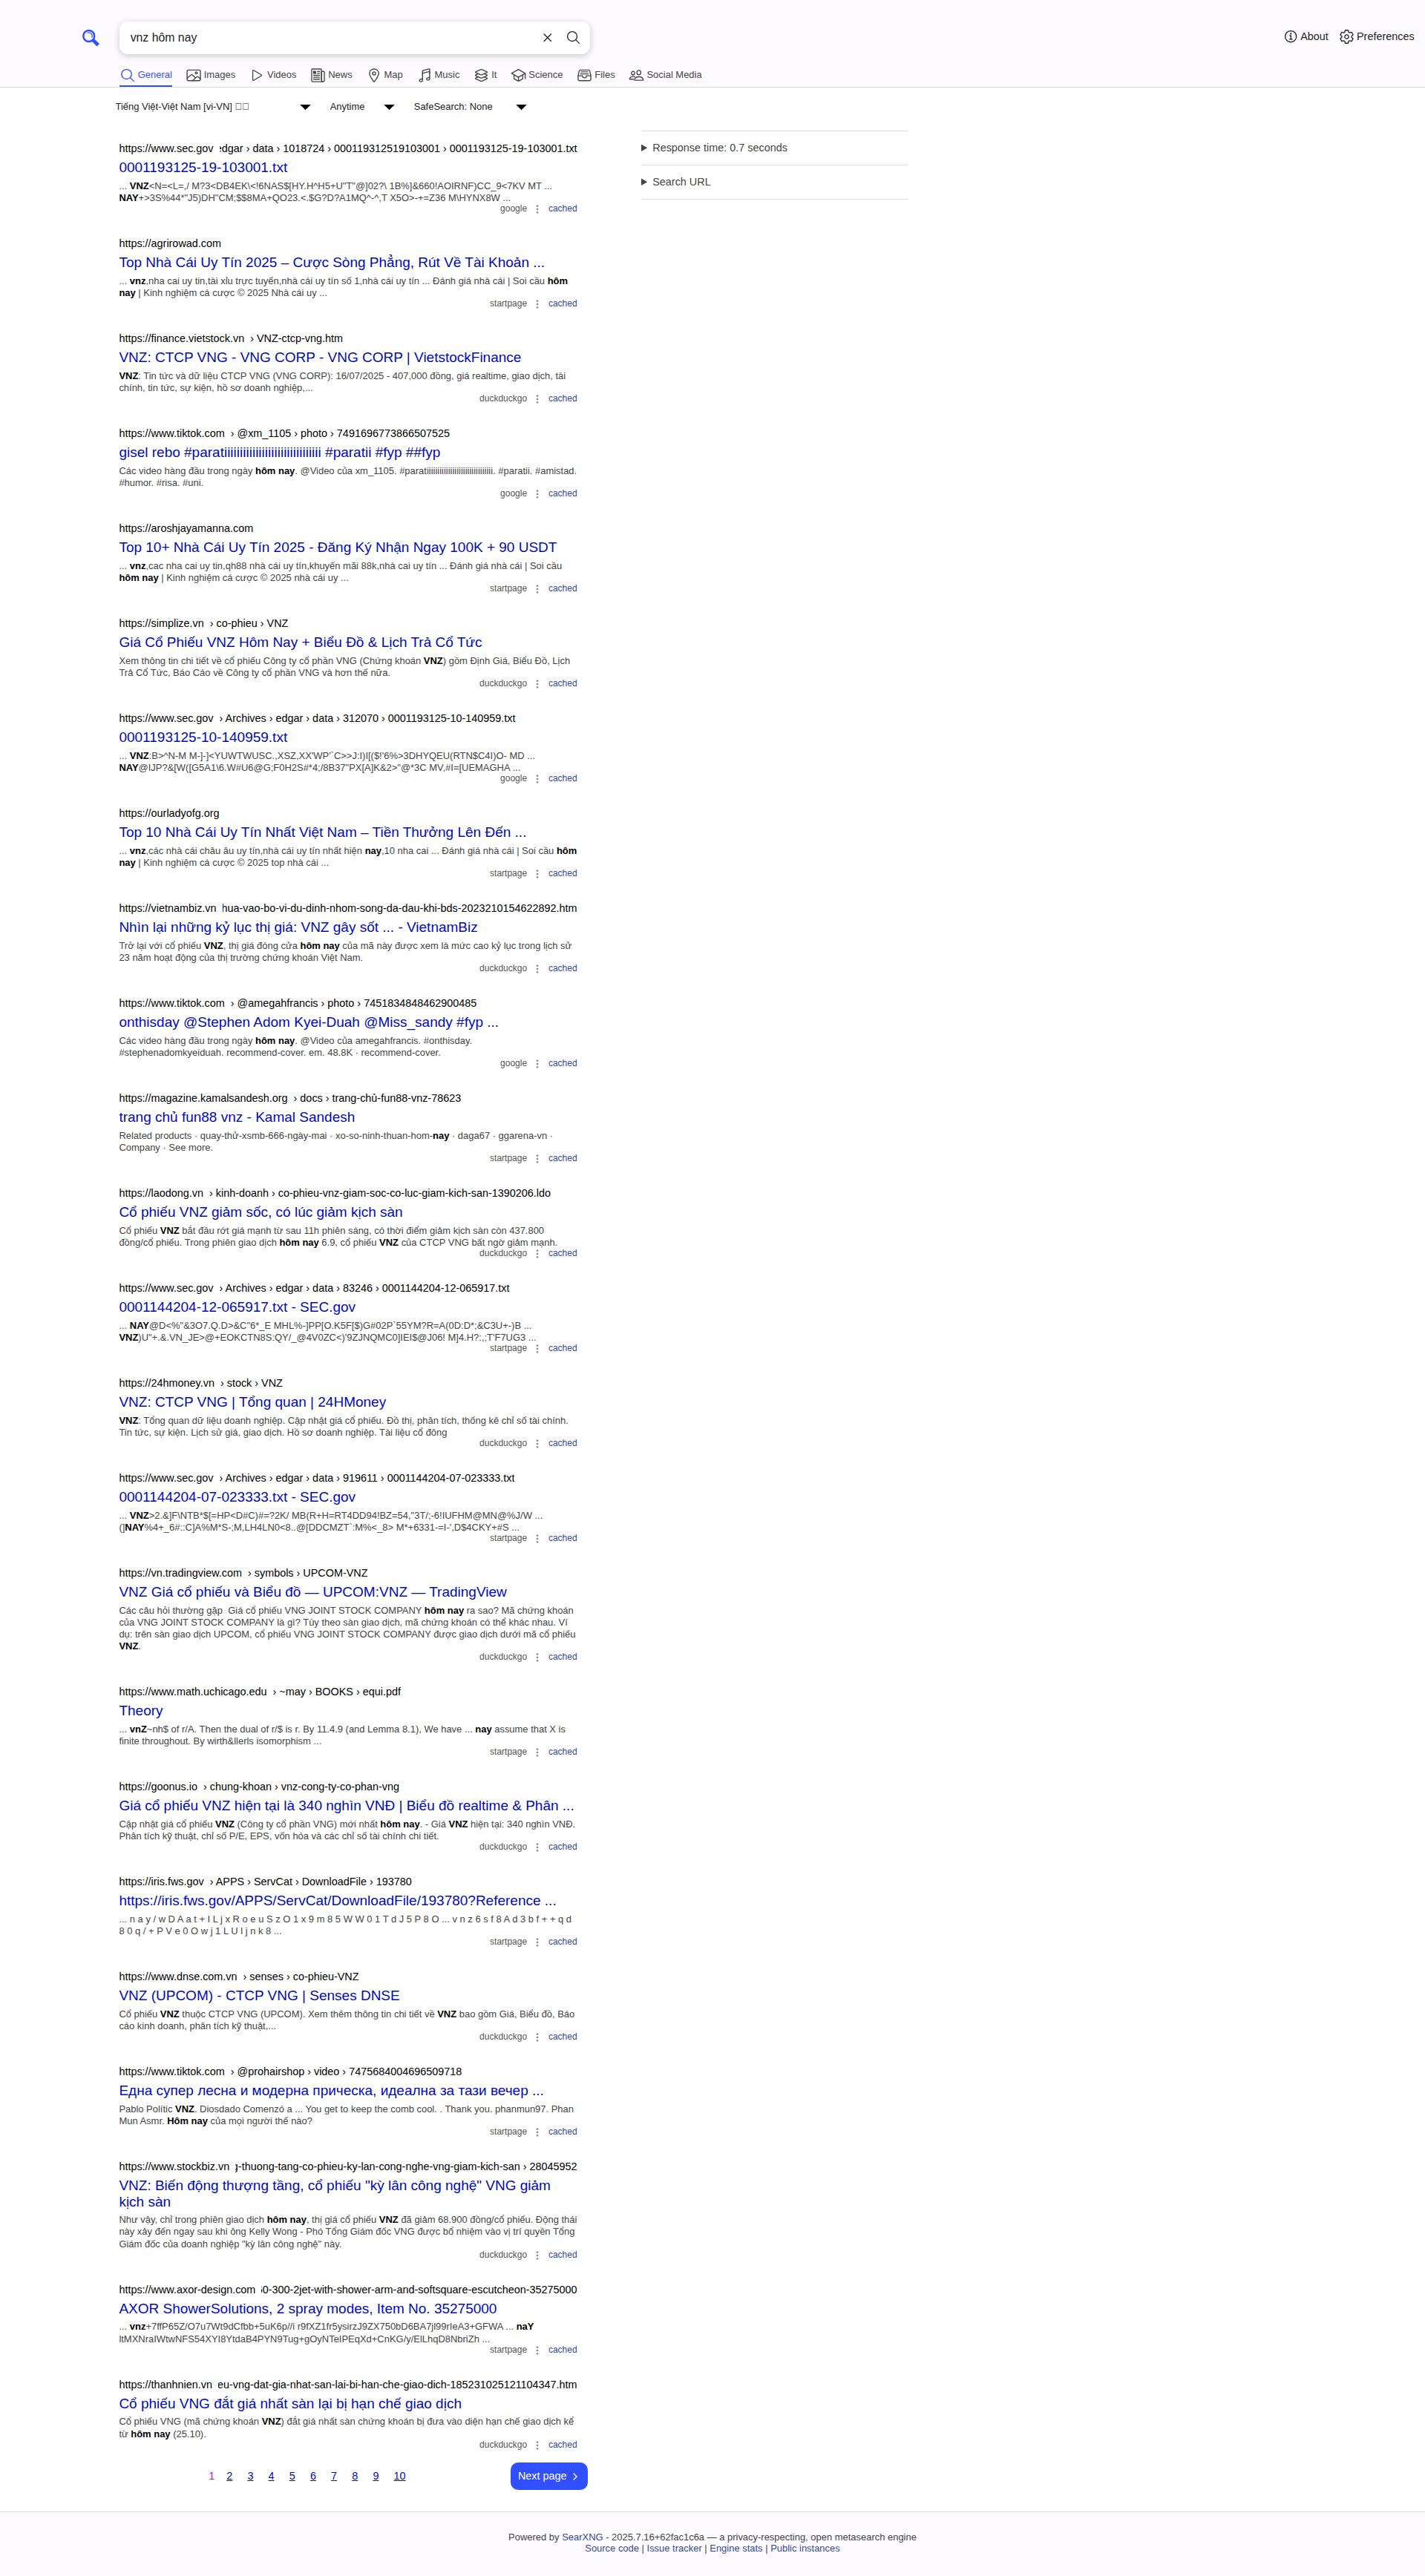 vnz hôm nay
About
Preferences
General
Images
Videos
News
Map
Music
It
Science
Files
Social Media
Tiếng Việt-Việt Nam [vi-VN]
Anytime
SafeSearch: None
Response time: 0.7 seconds
Search URL
https://www.sec.gov edgar › data › 1018724 › 000119312519103001 › 0001193125-19-103001.txt
0001193125-19-103001.txt
... VNZ<N=<L=,/ M?3<DB4EK\<!6NAS$[HY.H^H5+U"T"@]02?\ 1B%]&660!AOIRNF)CC_9<7KV MT ...
NAY+>3S%44*"J5)DH"CM;$$8MA+QO23.<.$G?D?A1MQ^-^,T X5O>-+=Z36 M\HYNX8W ...
google
cached
https://agrirowad.com
Top Nhà Cái Uy Tín 2025 – Cược Sòng Phẳng, Rút Về Tài Khoản ...
... vnz,nha cai uy tin,tài xỉu trực tuyến,nhà cái uy tín số 1,nhà cái uy tín ... Đánh giá nhà cái | Soi cầu hôm
nay | Kinh nghiệm cá cược © 2025 Nhà cái uy ...
startpage
cached
https://finance.vietstock.vn › VNZ-ctcp-vng.htm
VNZ: CTCP VNG - VNG CORP - VNG CORP | VietstockFinance
VNZ: Tin tức và dữ liệu CTCP VNG (VNG CORP): 16/07/2025 - 407,000 đồng, giá realtime, giao dịch, tài
chính, tin tức, sự kiện, hồ sơ doanh nghiệp,...
duckduckgo
cached
https://www.tiktok.com › @xm_1105 › photo › 7491696773866507525
gisel rebo #paratiiiiiiiiiiiiiiiiiiiiiiiiiiiiiii #paratii #fyp ##fyp
Các video hàng đầu trong ngày hôm nay. @Video của xm_1105. #paratiiiiiiiiiiiiiiiiiiiiiiiiiiiiiii. #paratii. #amistad.
#humor. #risa. #uni.
google
cached
https://aroshjayamanna.com
Top 10+ Nhà Cái Uy Tín 2025 - Đăng Ký Nhận Ngay 100K + 90 USDT
... vnz,cac nha cai uy tin,qh88 nhà cái uy tín,khuyến mãi 88k,nhà cai uy tín ... Đánh giá nhà cái | Soi cầu
hôm nay | Kinh nghiệm cá cược © 2025 nhà cái uy ...
startpage
cached
https://simplize.vn › co-phieu › VNZ
Giá Cổ Phiếu VNZ Hôm Nay + Biểu Đồ & Lịch Trả Cổ Tức
Xem thông tin chi tiết về cổ phiếu Công ty cổ phần VNG (Chứng khoán VNZ) gồm Định Giá, Biểu Đồ, Lịch
Trả Cổ Tức, Báo Cáo về Công ty cổ phần VNG và hơn thế nữa.
duckduckgo
cached
https://www.sec.gov › Archives › edgar › data › 312070 › 0001193125-10-140959.txt
0001193125-10-140959.txt
... VNZ:B>^N-M M-]-]<YUWTWUSC.,XSZ,XX'WP'`C>>J:I)I[($!'6%>3DHYQEU(RTN$C4I)O- MD ...
NAY@IJP?&[W([G5A1\6.W#U6@G;F0H2S#*4;/8B37"PX[A]K&2>"@*3C MV,#I=[UEMAGHA ...
google
cached
https://ourladyofg.org
Top 10 Nhà Cái Uy Tín Nhất Việt Nam – Tiền Thưởng Lên Đến ...
... vnz,các nhà cái châu âu uy tín,nhà cái uy tín nhất hiện nay,10 nha cai ... Đánh giá nhà cái | Soi cầu hôm
nay | Kinh nghiệm cá cược © 2025 top nhà cái ...
startpage
cached
https://vietnambiz.vn hua-vao-bo-vi-du-dinh-nhom-song-da-dau-khi-bds-2023210154622892.htm
Nhìn lại những kỷ lục thị giá: VNZ gây sốt ... - VietnamBiz
Trở lại với cổ phiếu VNZ, thị giá đóng cửa hôm nay của mã này được xem là mức cao kỷ lục trong lịch sử
23 năm hoạt động của thị trường chứng khoán Việt Nam.
duckduckgo
cached
https://www.tiktok.com › @amegahfrancis › photo › 7451834848462900485
onthisday @Stephen Adom Kyei-Duah @Miss_sandy #fyp ...
Các video hàng đầu trong ngày hôm nay. @Video của amegahfrancis. #onthisday.
#stephenadomkyeiduah. recommend-cover. em. 48.8K · recommend-cover.
google
cached
https://magazine.kamalsandesh.org › docs › trang-chủ-fun88-vnz-78623
trang chủ fun88 vnz - Kamal Sandesh
Related products · quay-thử-xsmb-666-ngày-mai · xo-so-ninh-thuan-hom-nay · daga67 · ggarena-vn ·
Company · See more.
startpage
cached
https://laodong.vn › kinh-doanh › co-phieu-vnz-giam-soc-co-luc-giam-kich-san-1390206.ldo
Cổ phiếu VNZ giảm sốc, có lúc giảm kịch sàn
Cổ phiếu VNZ bắt đầu rớt giá mạnh từ sau 11h phiên sáng, có thời điểm giảm kịch sàn còn 437.800
đồng/cổ phiếu. Trong phiên giao dịch hôm nay 6.9, cổ phiếu VNZ của CTCP VNG bất ngờ giảm mạnh.
duckduckgo
cached
https://www.sec.gov › Archives › edgar › data › 83246 › 0001144204-12-065917.txt
0001144204-12-065917.txt - SEC.gov
... NAY@D<%"&3O7.Q.D>&C"6*_E MHL%-]PP[O.K5F[$)G#02P`55YM?R=A(0D:D*;&C3U+-)B ...
VNZ)U"+.&.VN_JE>@+EOKCTN8S:QY/_@4V0ZC<)'9ZJNQMC0]IEI$@J06! M]4.H?:,;T'F7UG3 ...
startpage
cached
https://24hmoney.vn › stock › VNZ
VNZ: CTCP VNG | Tổng quan | 24HMoney
VNZ: Tổng quan dữ liệu doanh nghiệp. Cập nhật giá cổ phiếu. Đồ thị, phân tích, thống kê chỉ số tài chính.
Tin tức, sự kiện. Lịch sử giá, giao dịch. Hồ sơ doanh nghiệp. Tài liệu cổ đông
duckduckgo
cached
https://www.sec.gov › Archives › edgar › data › 919611 › 0001144204-07-023333.txt
0001144204-07-023333.txt - SEC.gov
... VNZ>2.&]F\NTB*$[=HP<D#C)#=?2K/ MB(R+H=RT4DD94!BZ=54,"3T/;-6!IUFHM@MN@%J/W ...
(]NAY%4+_6#::C]A%M*S-;M,LH4LN0<8..@[DDCMZT`:M%<_8> M*+6331-=I-',D$4CKY+#S ...
startpage
cached
https://vn.tradingview.com › symbols › UPCOM-VNZ
VNZ Giá cổ phiếu và Biểu đồ — UPCOM:VNZ — TradingView
Các câu hỏi thường gặp Giá cổ phiếu VNG JOINT STOCK COMPANY hôm nay ra sao? Mã chứng khoán
của VNG JOINT STOCK COMPANY là gì? Tùy theo sàn giao dịch, mã chứng khoán có thể khác nhau. Ví
dụ: trên sàn giao dịch UPCOM, cổ phiếu VNG JOINT STOCK COMPANY được giao dịch dưới mã cổ phiếu
VNZ.
duckduckgo
cached
https://www.math.uchicago.edu › ~may › BOOKS › equi.pdf
Theory
... vnZ~nh$ of r/A. Then the dual of r/$ is r. By 11.4.9 (and Lemma 8.1), We have ... nay assume that X is
finite throughout. By wirth&llerls isomorphism ...
startpage
cached
https://goonus.io › chung-khoan › vnz-cong-ty-co-phan-vng
Giá cổ phiếu VNZ hiện tại là 340 nghìn VNĐ | Biểu đồ realtime & Phân ...
Cập nhật giá cổ phiếu VNZ (Công ty cổ phần VNG) mới nhất hôm nay. - Giá VNZ hiện tại: 340 nghìn VNĐ.
Phân tích kỹ thuật, chỉ số P/E, EPS, vốn hóa và các chỉ số tài chính chi tiết.
duckduckgo
cached
https://iris.fws.gov › APPS › ServCat › DownloadFile › 193780
https://iris.fws.gov/APPS/ServCat/DownloadFile/193780?Reference ...
... n a y / w D A a t + I L j x R o e u S z O 1 x 9 m 8 5 W W 0 1 T d J 5 P 8 O ... v n z 6 s f 8 A d 3 b f + + q d
8 0 q / + P V e 0 O w j 1 L U l j n k 8 ...
startpage
cached
https://www.dnse.com.vn › senses › co-phieu-VNZ
VNZ (UPCOM) - CTCP VNG | Senses DNSE
Cổ phiếu VNZ thuộc CTCP VNG (UPCOM). Xem thêm thông tin chi tiết về VNZ bao gồm Giá, Biểu đồ, Báo
cáo kinh doanh, phân tích kỹ thuật,...
duckduckgo
cached
https://www.tiktok.com › @prohairshop › video › 7475684004696509718
Една супер лесна и модерна прическа, идеална за тази вечер ...
Pablo Politic VNZ. Diosdado Comenzó a ... You get to keep the comb cool. . Thank you. phanmun97. Phan
Mun Asmr. Hôm nay của mọi người thế nào?
startpage
cached
https://www.stockbiz.vn g-thuong-tang-co-phieu-ky-lan-cong-nghe-vng-giam-kich-san › 28045952
VNZ: Biến động thượng tầng, cổ phiếu "kỳ lân công nghệ" VNG giảm
kịch sàn
Như vậy, chỉ trong phiên giao dịch hôm nay, thị giá cổ phiếu VNZ đã giảm 68.900 đồng/cổ phiếu. Động thái
này xảy đến ngay sau khi ông Kelly Wong - Phó Tổng Giám đốc VNG được bổ nhiệm vào vị trí quyền Tổng
Giám đốc của doanh nghiệp "kỳ lân công nghệ" này.
duckduckgo
cached
https://www.axor-design.com 60-300-2jet-with-shower-arm-and-softsquare-escutcheon-35275000
AXOR ShowerSolutions, 2 spray modes, Item No. 35275000
... vnz+7ffP65Z/O7u7Wt9dCfbb+5uK6p//i r9fXZ1fr5ysirzJ9ZX750bD6BA7jl99rIeA3+GFWA ... naY
ltMXNraIWtwNFS54XYI8YtdaB4PYN9Tug+gOyNTeIPEqXd+CnKG/y/ElLhqD8NbriZh ...
startpage
cached
https://thanhnien.vn eu-vng-dat-gia-nhat-san-lai-bi-han-che-giao-dich-185231025121104347.htm
Cổ phiếu VNG đắt giá nhất sàn lại bị hạn chế giao dịch
Cổ phiếu VNG (mã chứng khoán VNZ) đắt giá nhất sàn chứng khoán bị đưa vào diện hạn chế giao dịch kể
từ hôm nay (25.10).
duckduckgo
cached
1 2 3 4 5 6 7 8 9 10
Next page
Powered by SearXNG - 2025.7.16+62fac1c6a — a privacy-respecting, open metasearch engine
Source code | Issue tracker | Engine stats | Public instances